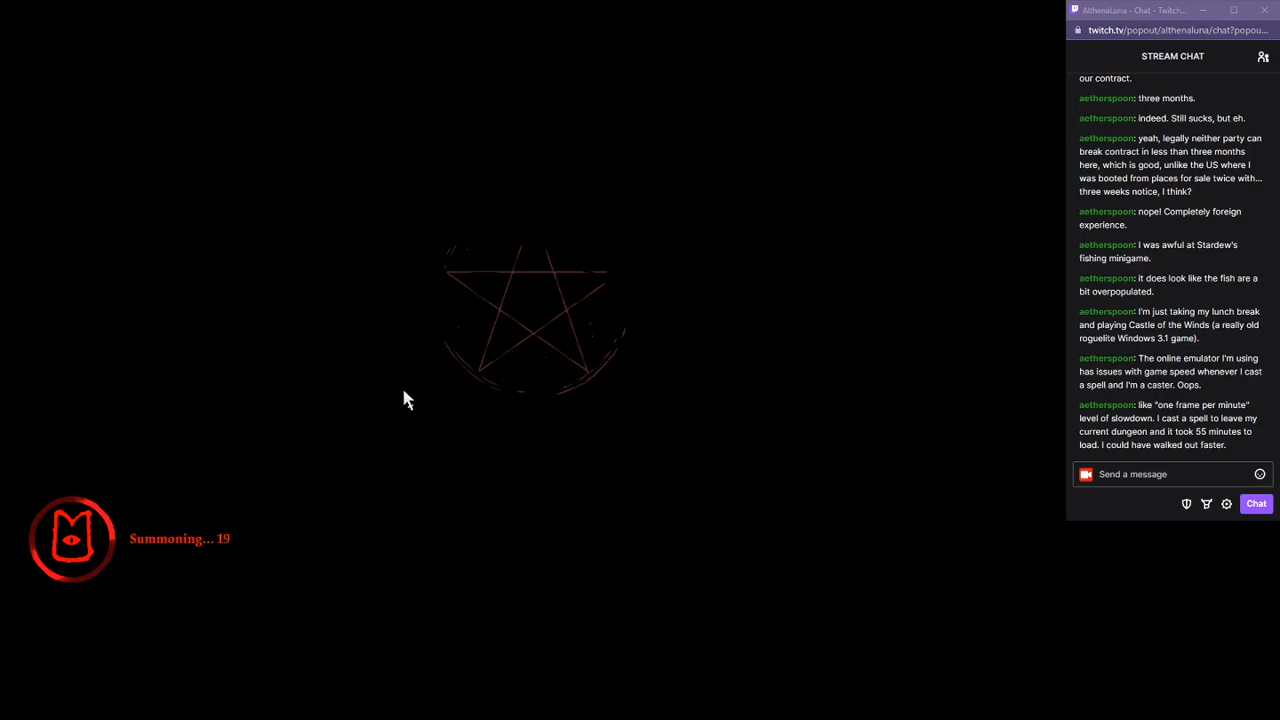 AlthenaLuna - Chat - Twitch...
twitch.tv/popout/althenaluna/chat?popou...
STREAM CHAT
our contract.
aetherspoon: three months.
aetherspoon: indeed. Still sucks, but eh.
aetherspoon: yeah, legally neither party can
break contract in less than three months
here, which is good, unlike the US where I
was booted from places for sale twice with...
three weeks notice, I think?
aetherspoon: nope! Completely foreign
experience.
aetherspoon: I was awful at Stardew's
fishing minigame.
aetherspoon: it does look like the fish are a
bit overpopulated.
aetherspoon: I'm just taking my lunch break
and playing Castle of the Winds (a really old
roguelite Windows 3.1 game).
aetherspoon: The online emulator I'm using
has issues with game speed whenever I cast
a spell and I'm a caster. Oops.
aetherspoon: like "one frame per minute"
level of slowdown. I cast a spell to leave my
current dungeon and it took 55 minutes to
load. I could have walked out faster.
Send a message
Chat
Summoning... 19